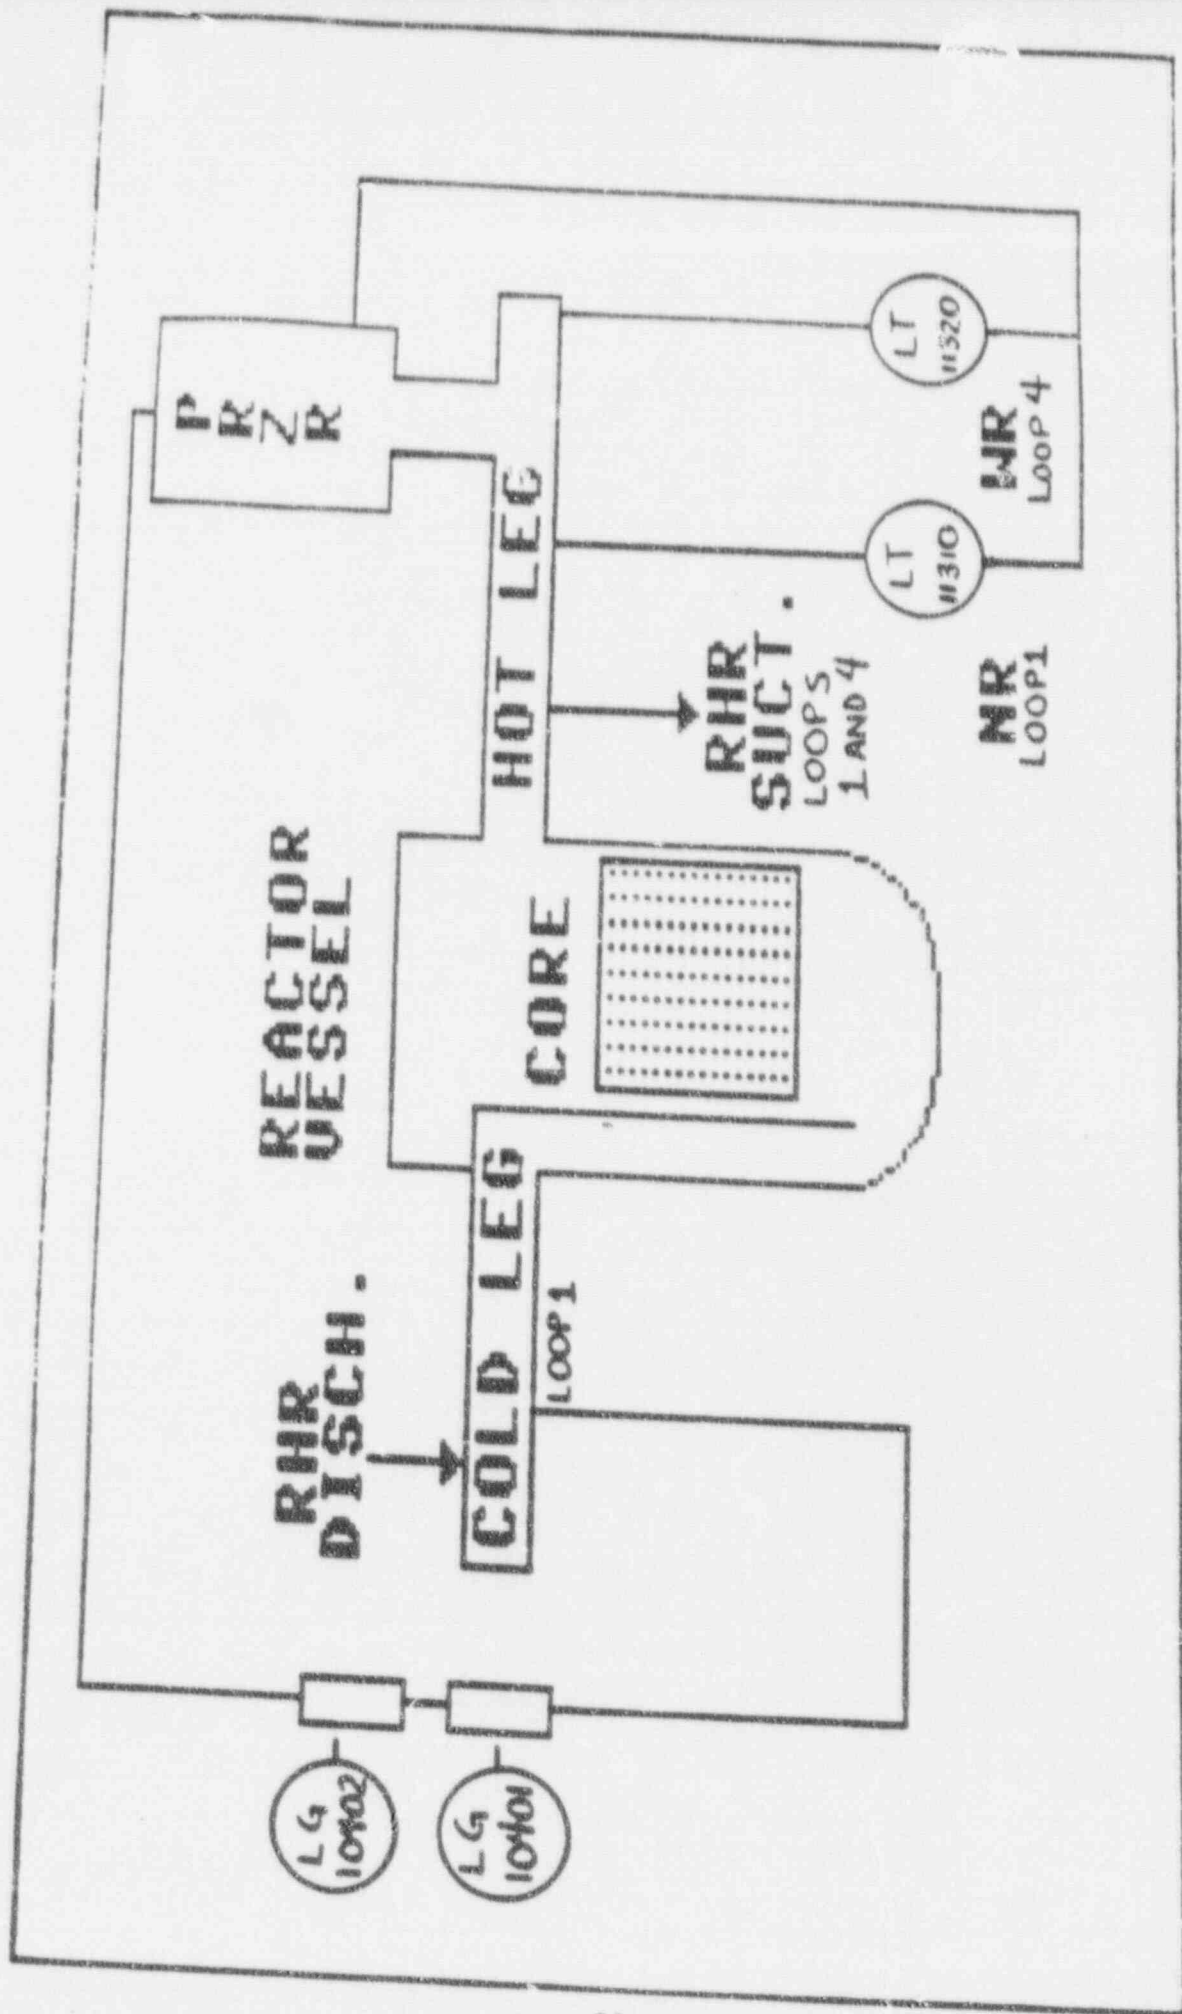 PRZR
REACTOR
VESSEL
RHR
DISCH.
HOT LEG
COLD LEG
LOOP 1
CORE
RHR
SUCT.
LOOPS
1 AND 4
LG
10402
LG
10401
LT
11310
LT
11320
NR
LOOP 1
WR
LOOP 4